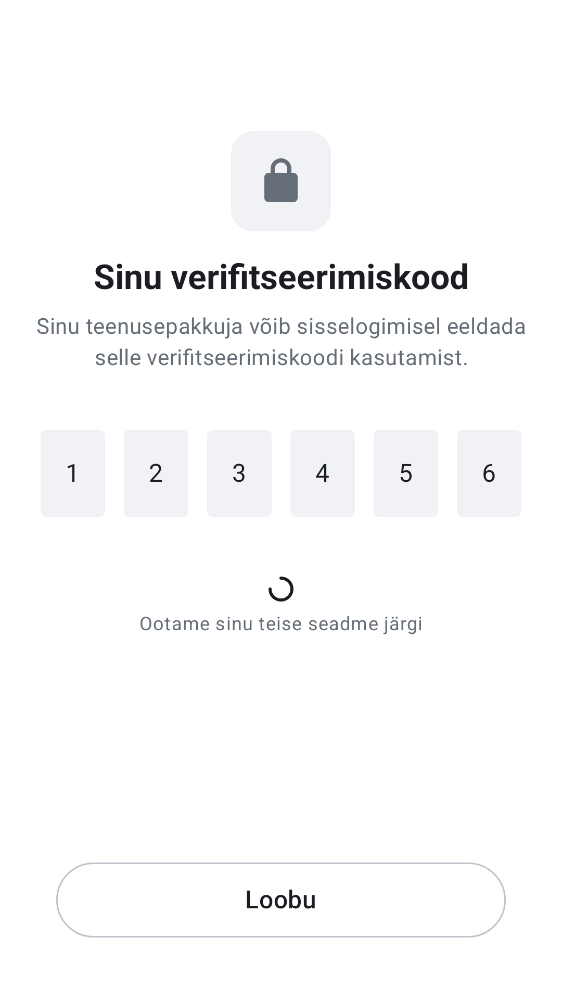 Sinu verifitseerimiskood
Sinu teenusepakkuja võib sisselogimisel eeldada
selle verifitseerimiskoodi kasutamist.
1 2 3 4 5 6
Ootame sinu teise seadme järgi
Loobu